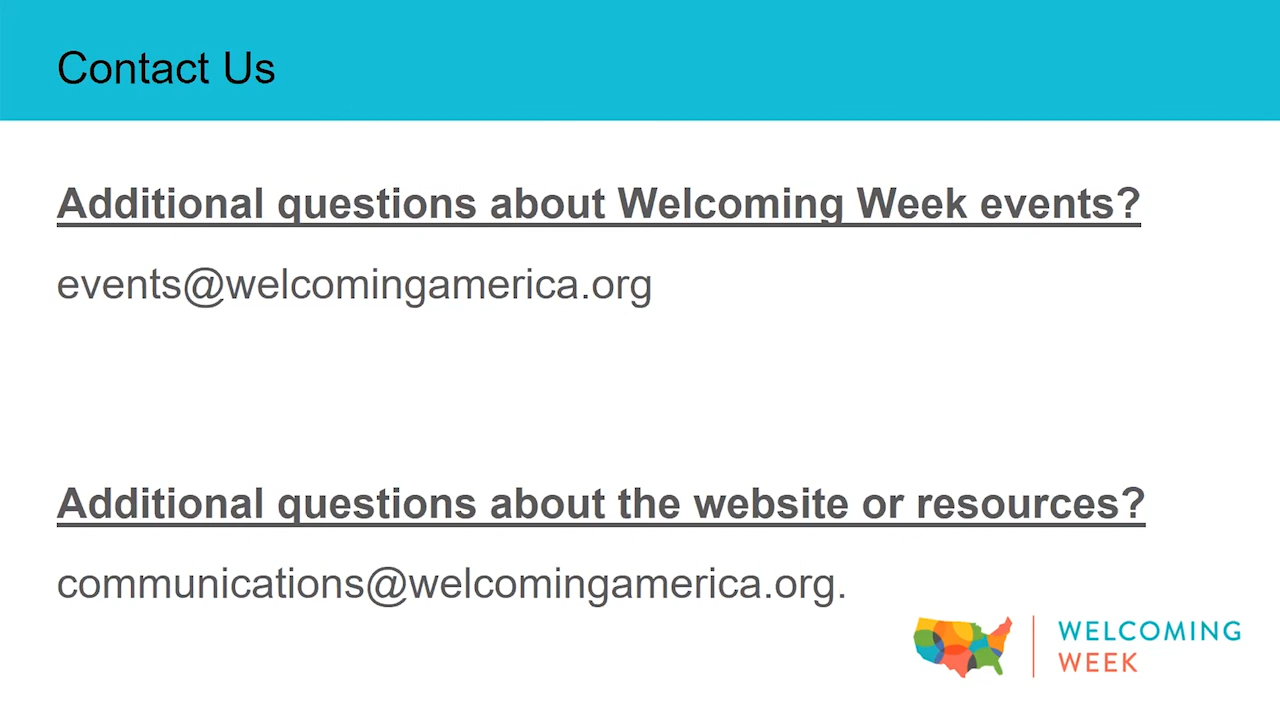 Contact Us
Additional questions about Welcoming Week events?
events@welcomingamerica.org
Additional questions about the website or resources?
communications@welcomingamerica.org.
WELCOMING
WEEK